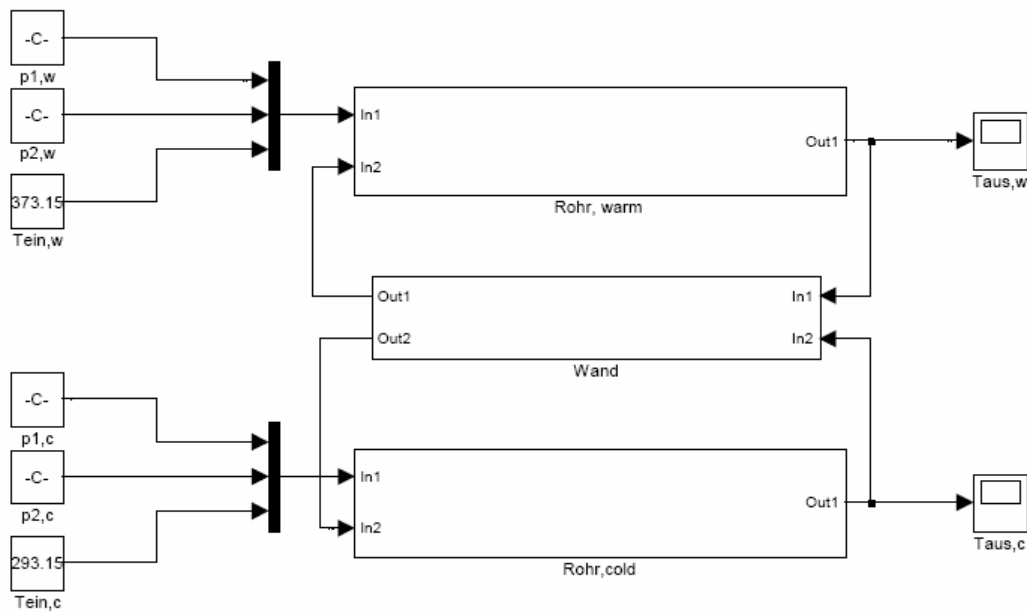 -C-
p1,w
-C-
p2,w
373.15
Tein,w
In1
In2
Out1
Rohr, warm
Taus,w
Out1
Out2
In1
In2
Wand
-C-
p1,c
-C-
p2,c
293.15
Tein,c
In1
In2
Out1
Rohr,cold
Taus,c